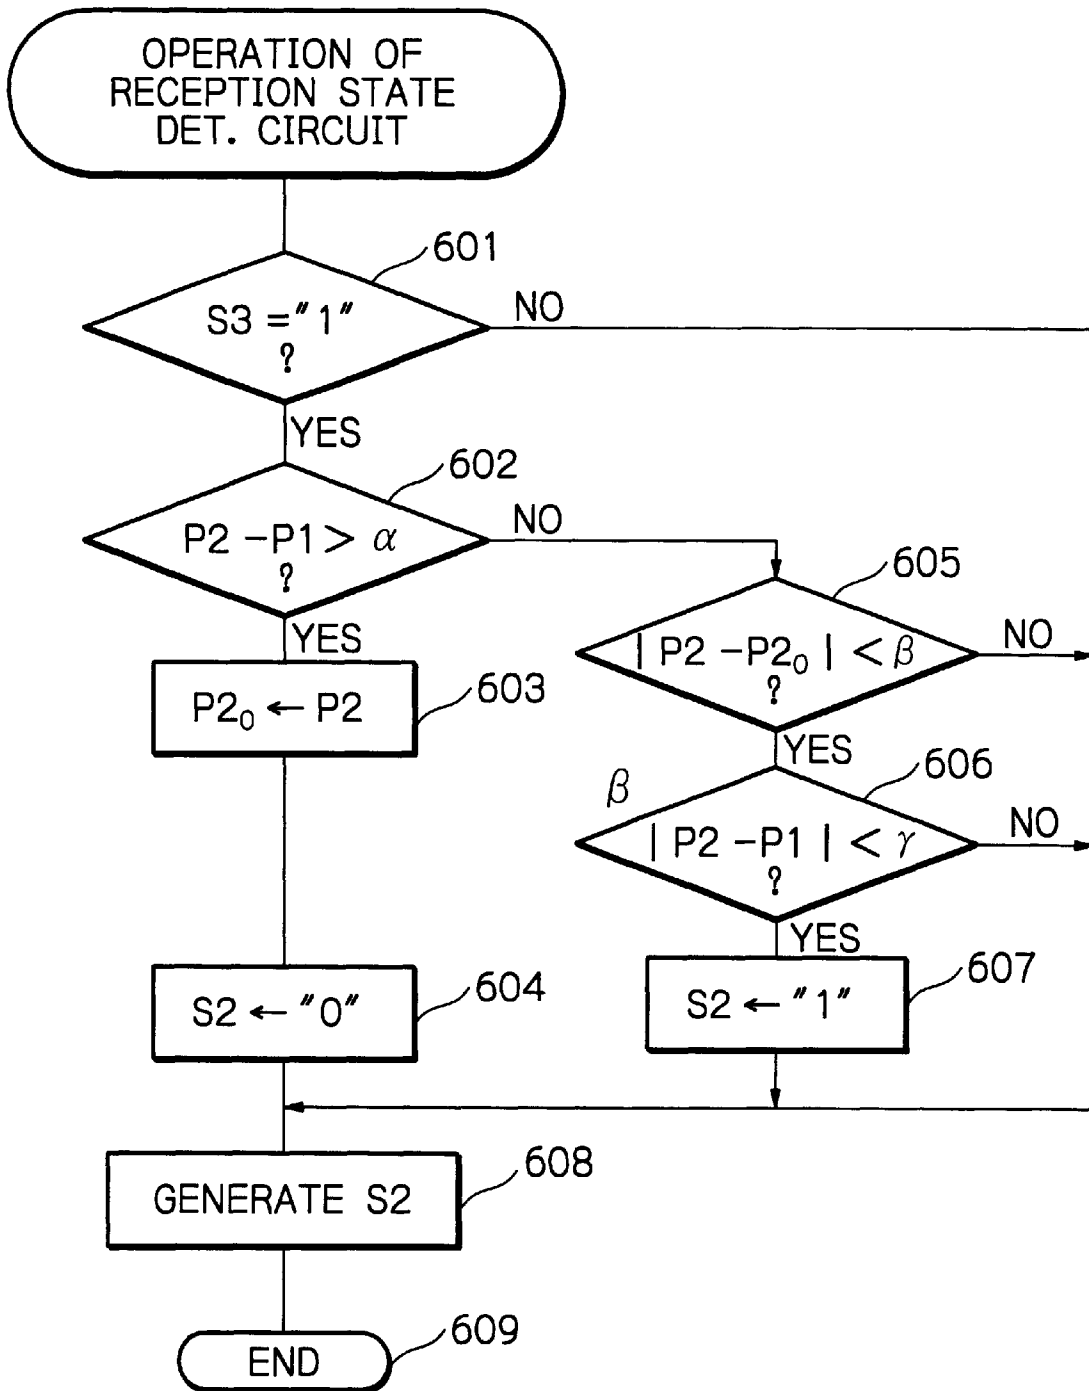 OPERATION OF
RECEPTION STATE
DET. CIRCUIT
601
S3 = "1"
?
NO
YES
602
P2 - P1 > α
?
NO
YES
605
| P2 - P2₀ | < β
?
NO
YES
603
P2₀ ← P2
606
β
| P2 - P1 | < γ
?
NO
YES
604
S2 ← "0"
607
S2 ← "1"
608
GENERATE S2
609
END